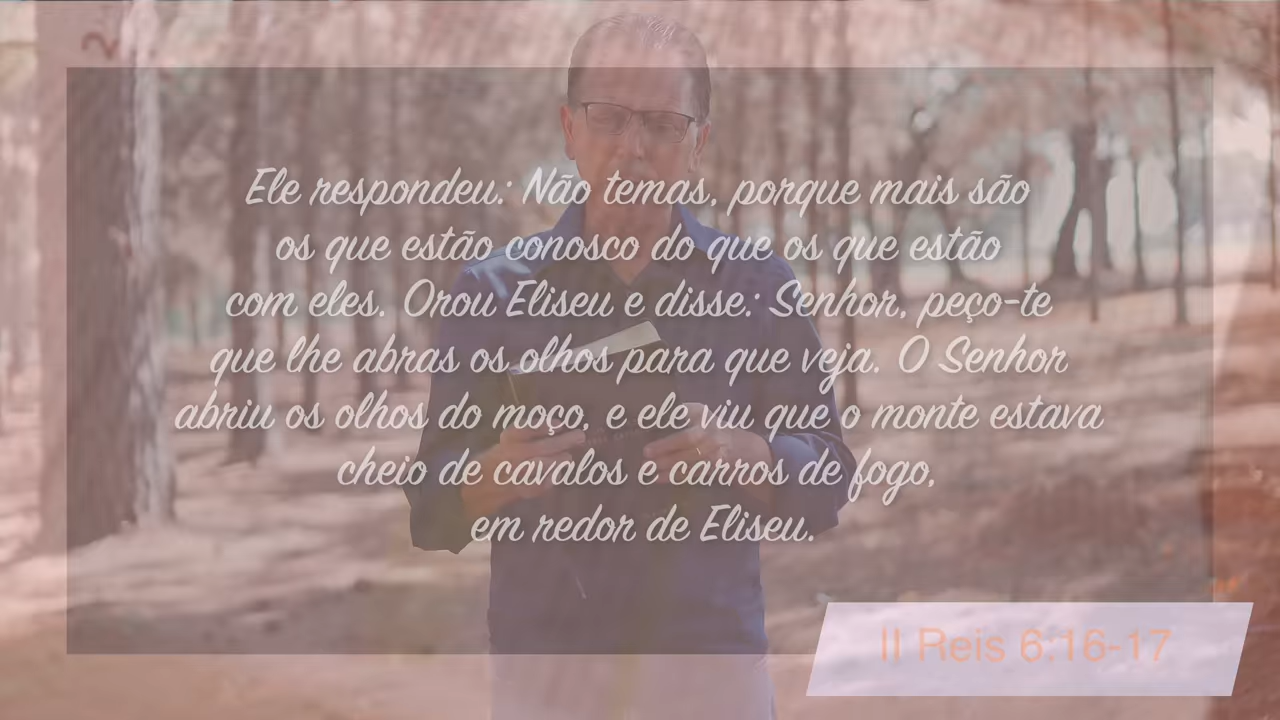 Ele respondeu: Não temas, porque mais são
os que estão conosco do que os que estão
com eles. Orou Eliseu e disse: Senhor, peço-te
que lhe abras os olhos para que veja. O Senhor
abriu os olhos do moço, e ele viu que o monte estava
cheio de cavalos e carros de fogo,
em redor de Eliseu.
II Reis 6:16-17